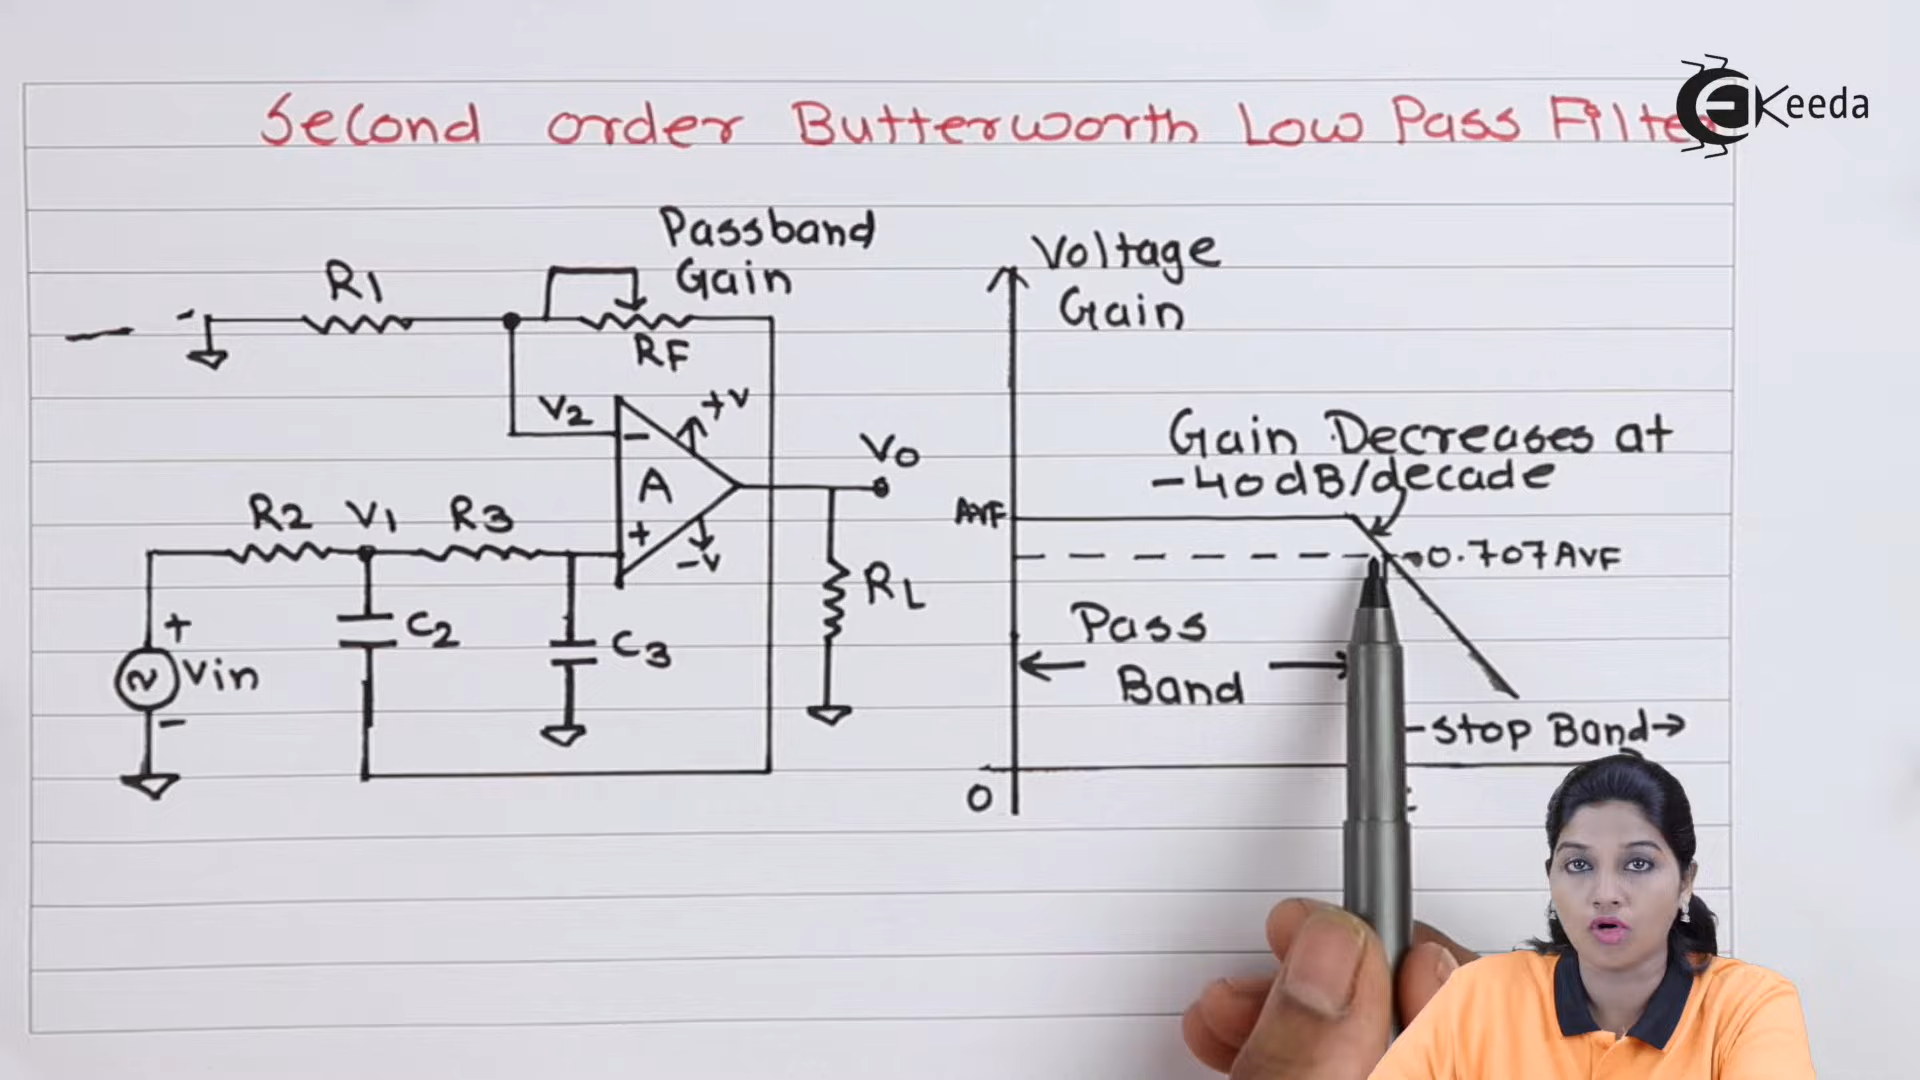 Second order Butterworth Low Pass Filter
EKeeda
Passband
Gain
R1
RF
V2
+V
-
A
+
-V
Vo
R2
V1
R3
RL
C2
C3
+
Vin
-
Voltage
Gain
Gain Decreases at
-40dB/decade
AVF
0.707AVF
Pass
Band
-stop Band→
0